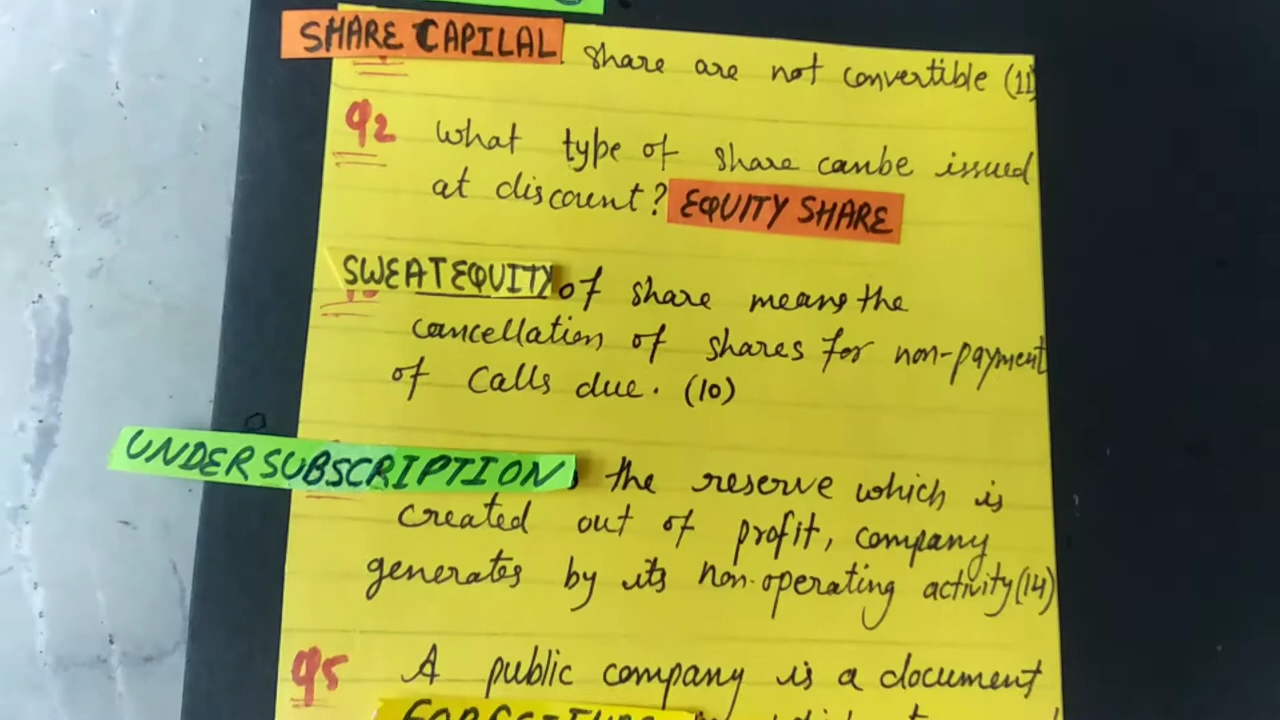 SHARE CAPILAL share are not convertible (11)
Q2 what type of share canbe issued
at discount? EQUITY SHARE
SWEAT EQUITY of share means the
cancellation of shares for non-payment
of calls due. (10)
UNDERSUBSCRIPTION the reserve which is
created out of profit, company
generates by its non-operating activity (14)
Q5 A public company is a document